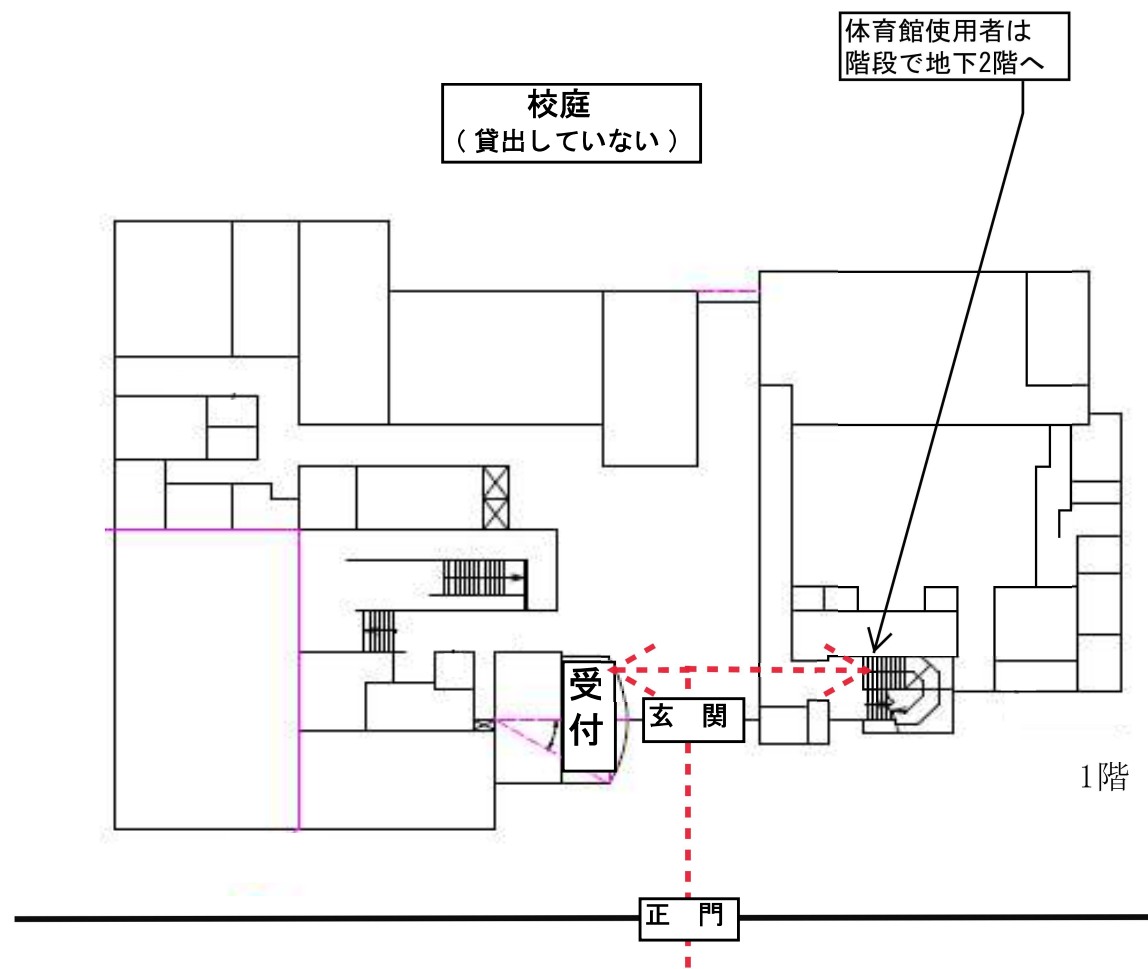 体育館使用者は
階段で地下2階へ
校庭
（貸出していない）
受
付
玄　関
1階
正　門